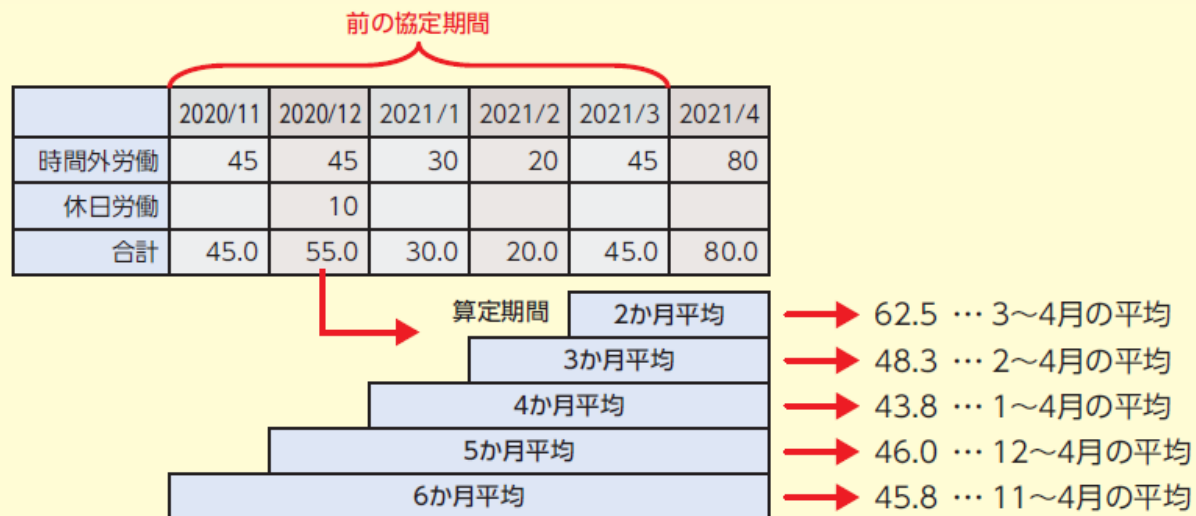 前の協定期間
2020/11 2020/12 2021/1 2021/2 2021/3 2021/4
時間外労働 45 45 30 20 45 80
休日労働 10
合計 45.0 55.0 30.0 20.0 45.0 80.0
算定期間 2か月平均 62.5 … 3～4月の平均
3か月平均 48.3 … 2～4月の平均
4か月平均 43.8 … 1～4月の平均
5か月平均 46.0 … 12～4月の平均
6か月平均 45.8 … 11～4月の平均